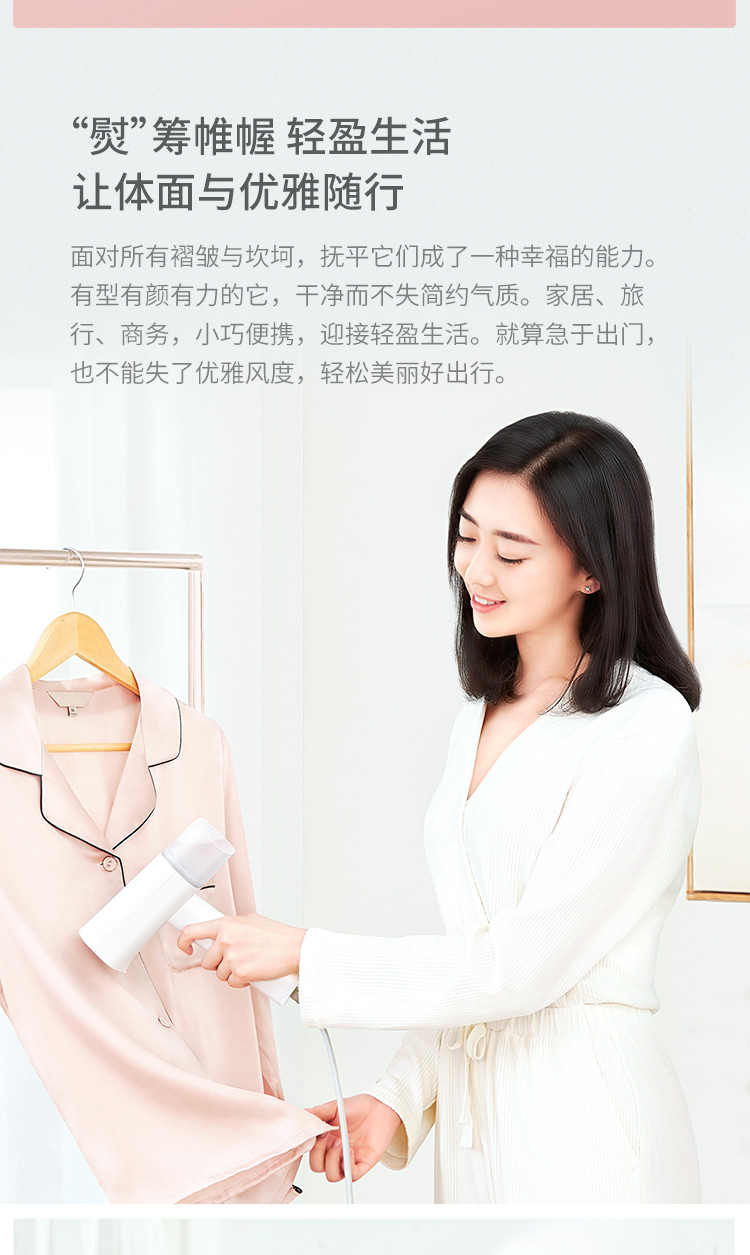 “熨”筹帷幄 轻盈生活
让体面与优雅随行
面对所有褶皱与坎坷，抚平它们成了一种幸福的能力。
有型有颜有力的它，干净而不失简约气质。家居、旅
行、商务，小巧便携，迎接轻盈生活。就算急于出门，
也不能失了优雅风度，轻松美丽好出行。